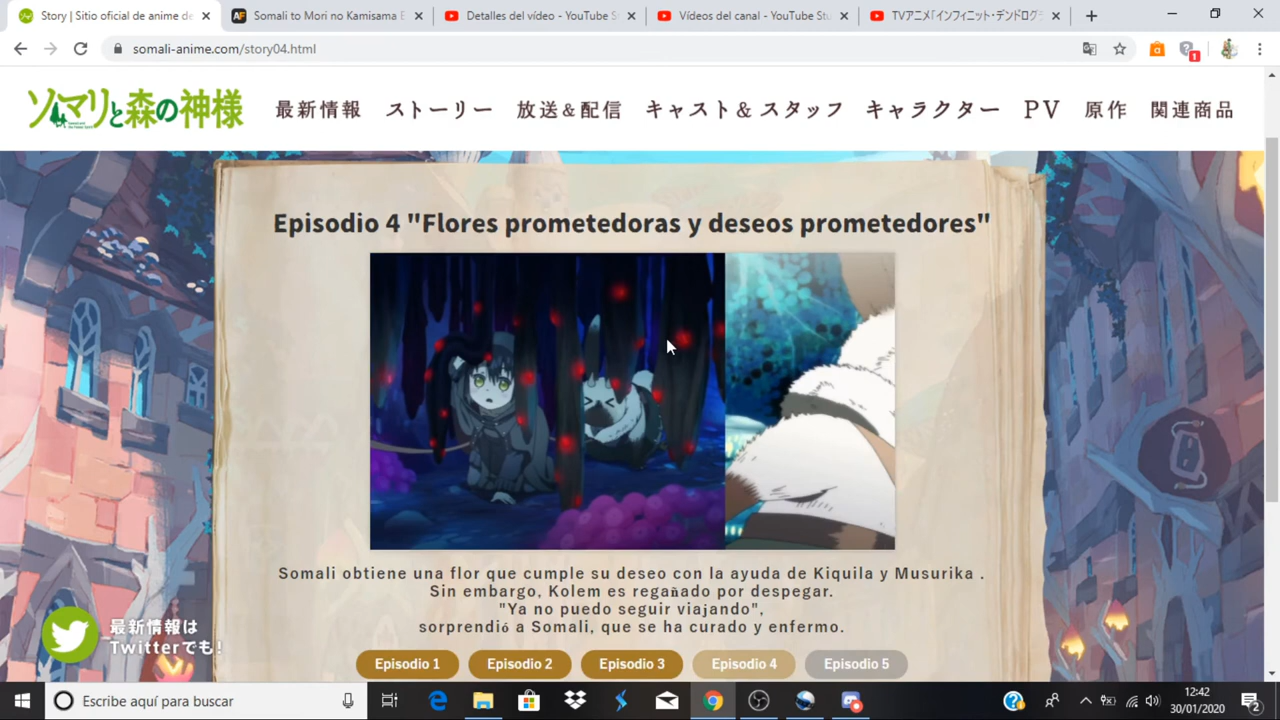 Story | Sitio oficial de anime de
Somali to Mori no Kamisama E
Detalles del vídeo - YouTube S
Vídeos del canal - YouTube Stu
TVアニメ「インフィニット・デンドログラ
somali-anime.com/story04.html
ソマリと森の神様
最新情報 ストーリー 放送&配信 キャスト&スタッフ キャラクター PV 原作 関連商品
Episodio 4 "Flores prometedoras y deseos prometedores"
Somali obtiene una flor que cumple su deseo con la ayuda de Kiquila y Musurika .
Sin embargo, Kolem es regañado por despegar.
"Ya no puedo seguir viajando",
sorprendió a Somali, que se ha curado y enfermo.
最新情報は
Twitterでも!
Episodio 1 Episodio 2 Episodio 3 Episodio 4 Episodio 5
Escribe aquí para buscar
12:42
30/01/2020
2